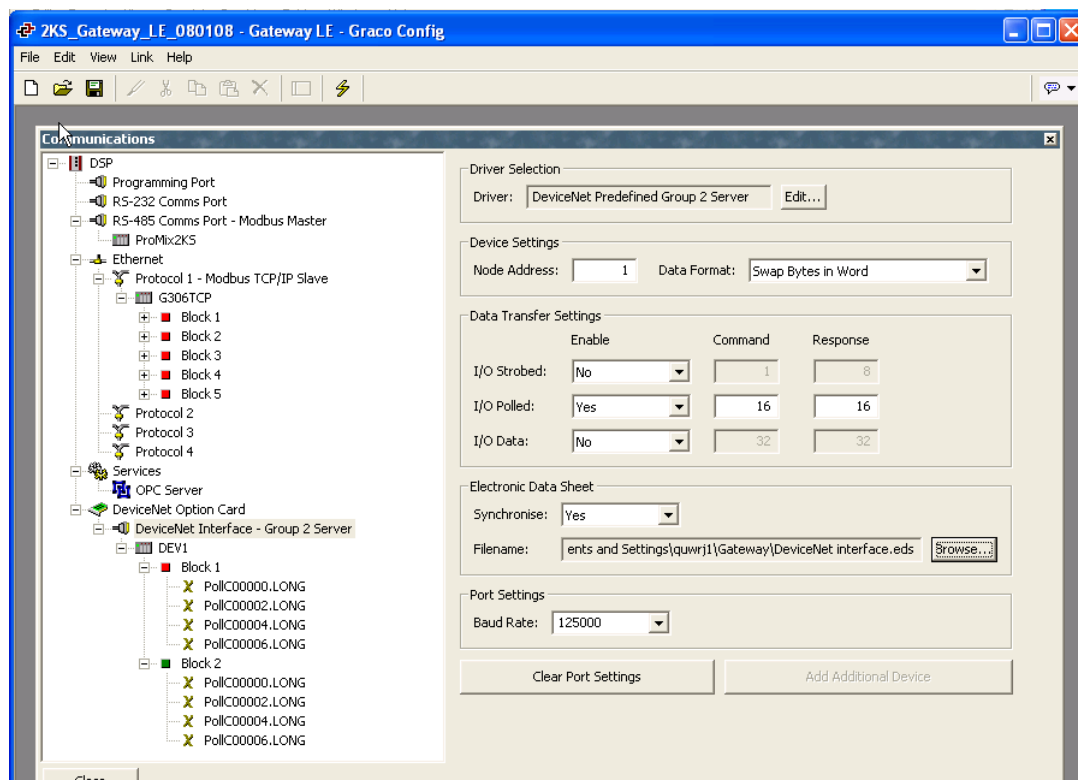 2KS_Gateway_LE_080108 - Gateway LE - Graco Config
File Edit View Link Help
Communications
DSP
Programming Port
RS-232 Comms Port
RS-485 Comms Port - Modbus Master
ProMix2KS
Ethernet
Protocol 1 - Modbus TCP/IP Slave
G306TCP
Block 1
Block 2
Block 3
Block 4
Block 5
Protocol 2
Protocol 3
Protocol 4
Services
OPC Server
DeviceNet Option Card
DeviceNet Interface - Group 2 Server
DEV1
Block 1
PollC00000.LONG
PollC00002.LONG
PollC00004.LONG
PollC00006.LONG
Block 2
PollC00000.LONG
PollC00002.LONG
PollC00004.LONG
PollC00006.LONG
Driver Selection
Driver: DeviceNet Predefined Group 2 Server Edit...
Device Settings
Node Address: 1 Data Format: Swap Bytes in Word
Data Transfer Settings
Enable Command Response
I/O Strobed: No 1 8
I/O Polled: Yes 16 16
I/O Data: No 32 32
Electronic Data Sheet
Synchronise: Yes
Filename: ents and Settings\quwrj1\Gateway\DeviceNet interface.eds Browse...
Port Settings
Baud Rate: 125000
Clear Port Settings Add Additional Device
Close